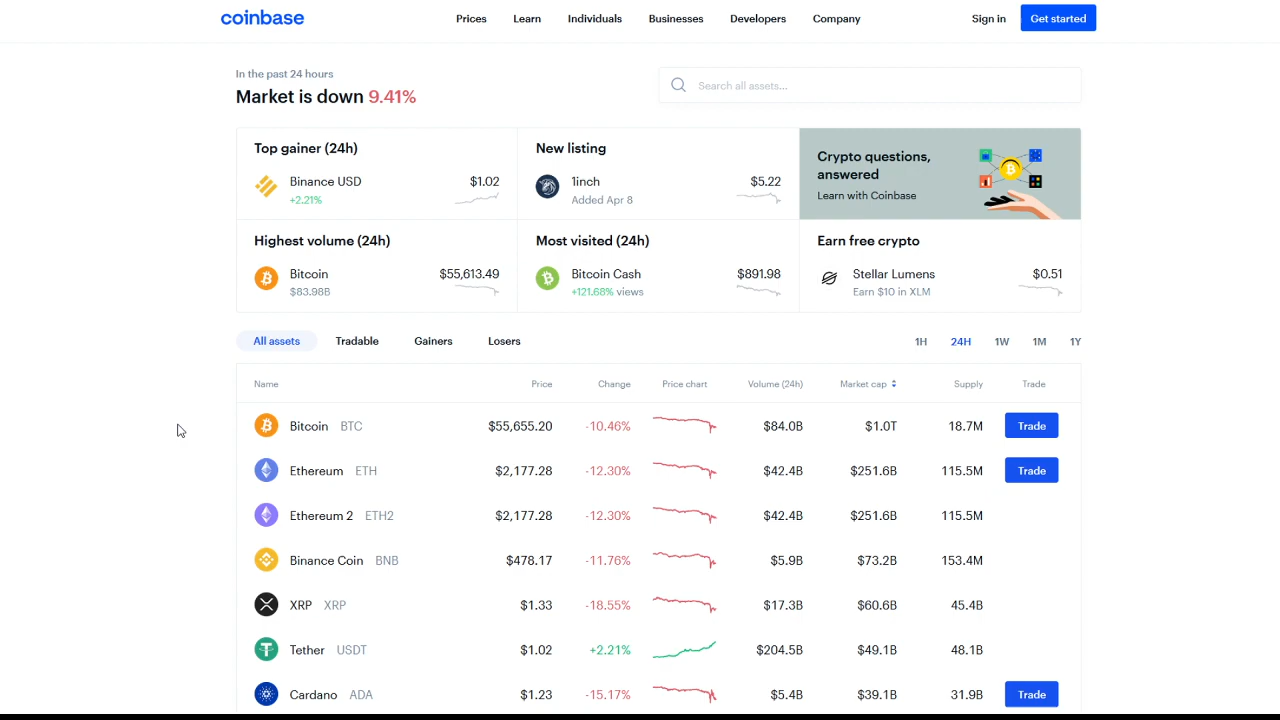 coinbase Prices Learn Individuals Businesses Developers Company Sign in Get started
In the past 24 hours
Market is down 9.41%
Search all assets...
Top gainer (24h)
Binance USD $1.02
+2.21%
New listing
1inch $5.22
Added Apr 8
Crypto questions,
answered
Learn with Coinbase
Highest volume (24h)
Bitcoin $55,613.49
$83.98B
Most visited (24h)
Bitcoin Cash $891.98
+121.68% views
Earn free crypto
Stellar Lumens $0.51
Earn $10 in XLM
All assets Tradable Gainers Losers 1H 24H 1W 1M 1Y
Name Price Change Price chart Volume (24h) Market cap Supply Trade
Bitcoin BTC $55,655.20 -10.46% $84.0B $1.0T 18.7M Trade
Ethereum ETH $2,177.28 -12.30% $42.4B $251.6B 115.5M Trade
Ethereum 2 ETH2 $2,177.28 -12.30% $42.4B $251.6B 115.5M
Binance Coin BNB $478.17 -11.76% $5.9B $73.2B 153.4M
XRP XRP $1.33 -18.55% $17.3B $60.6B 45.4B
Tether USDT $1.02 +2.21% $204.5B $49.1B 48.1B
Cardano ADA $1.23 -15.17% $5.4B $39.1B 31.9B Trade